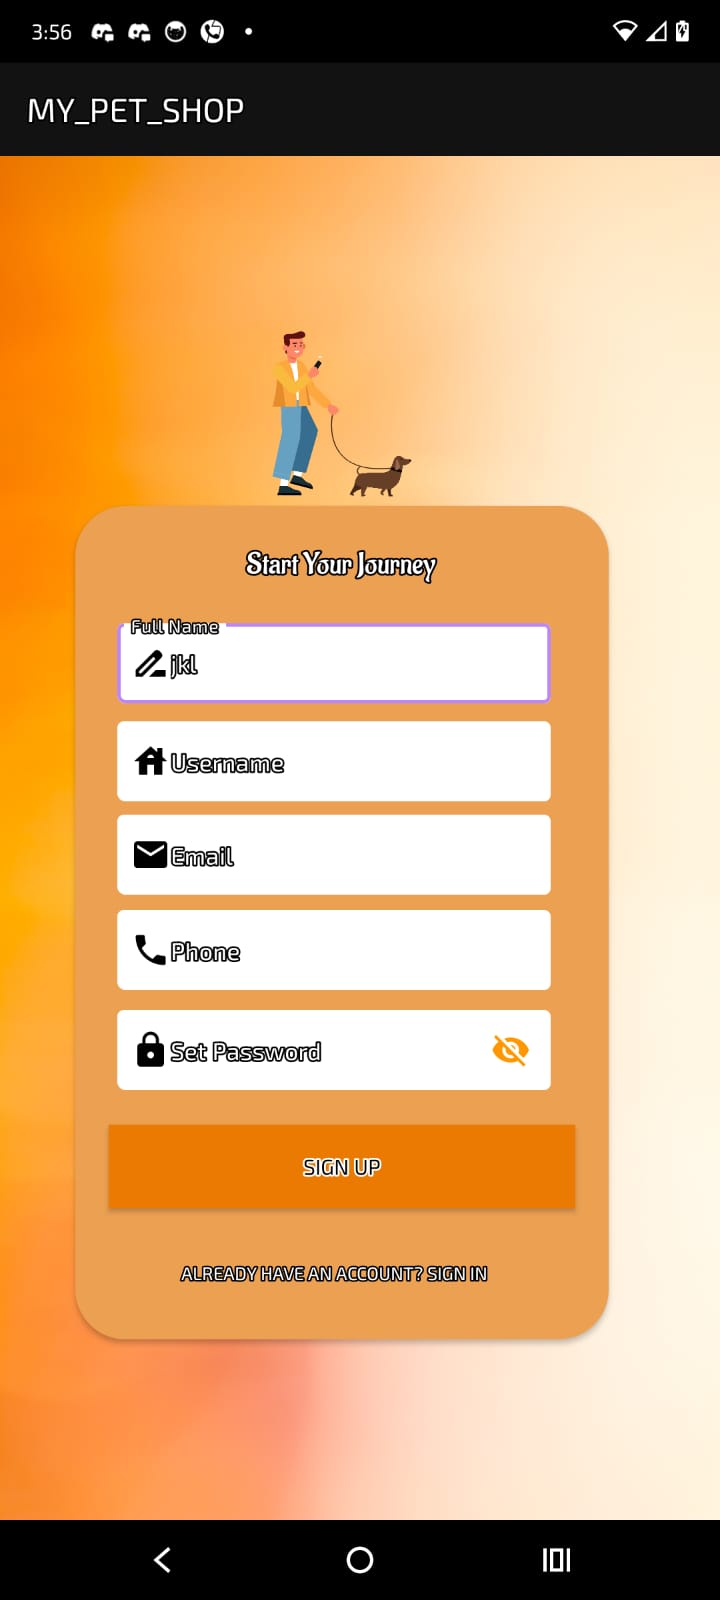 3:56
MY_PET_SHOP
Start Your Journey
Full Name
jkl
Username
Email
Phone
Set Password
SIGN UP
ALREADY HAVE AN ACCOUNT? SIGN IN